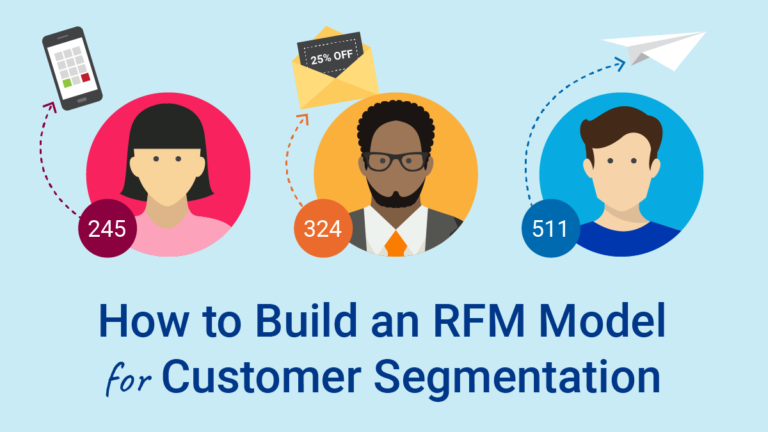 25% OFF
245
324
511
How to Build an RFM Model
for Customer Segmentation